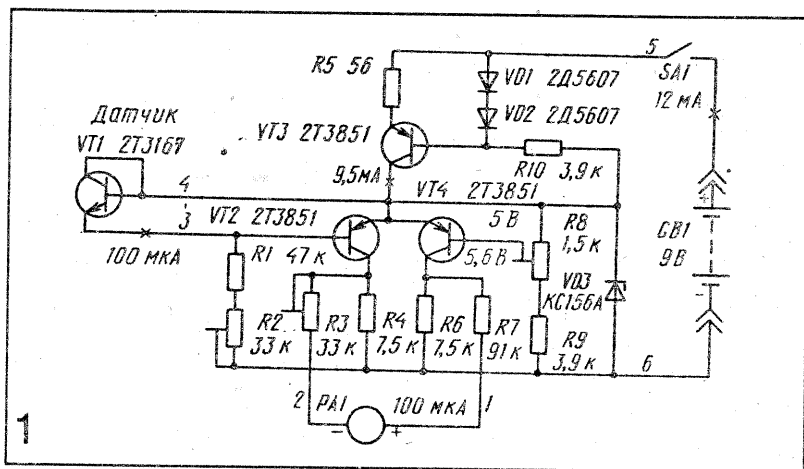 R5 56
5
SA1
12 мА
VD1 2Д5607
VD2 2Д5607
Датчик
VT1 2Т3167
VT3 2Т3851
R10 3,9 к
9,5мА
VT4 2Т3851
4
3
VT2 2Т3851
100 мкА
5 В
5,6 В
R8
1,5 к
+
GB1
9В
-
R1
47 к
VD3
КС156А
R2
33 к
R3
33 к
R4
7,5 к
R6
7,5 к
R7
91 к
R9
3,9 к
6
2
PA1
100 мкА
1
-
+
1